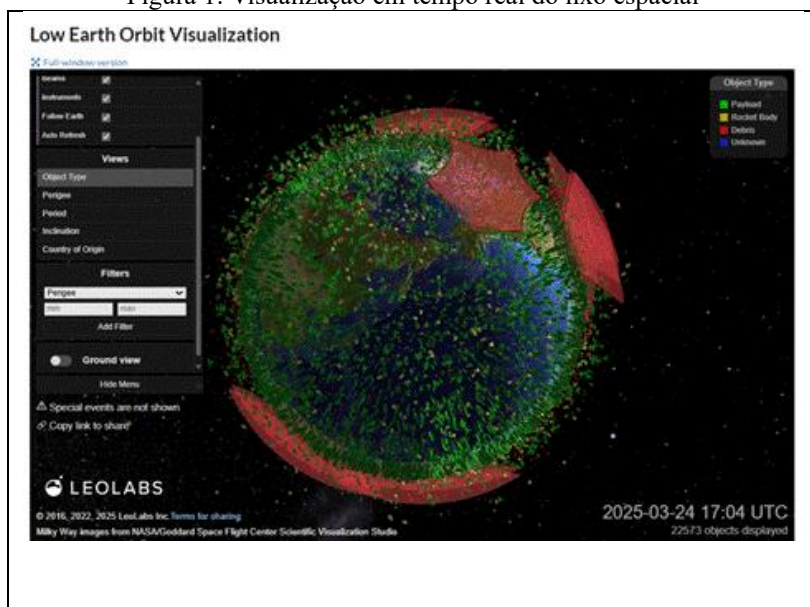 Figura 1: Visualização em tempo real do lixo espacial
Low Earth Orbit Visualization
Full-window version
Beams
Instruments
Follow Earth
Auto Refresh
Views
Object Type
Perigee
Period
Inclination
Country of Origin
Filters
Perigee
min max
Add Filter
Ground view
Hide Menu
Special events are not shown
Copy link to share
LEOLABS
© 2016, 2022, 2025 LeoLabs Inc. Terms for sharing
Milky Way images from NASA/Goddard Space Flight Center Scientific Visualization Studio
Object Type
Payload
Rocket Body
Debris
Unknown
2025-03-24 17:04 UTC
22573 objects displayed